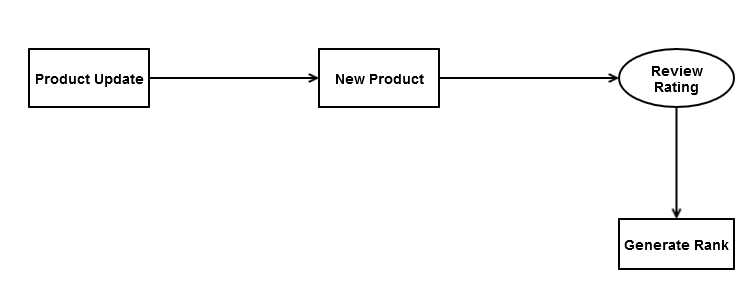 Product Update
New Product
Review
Rating
Generate Rank